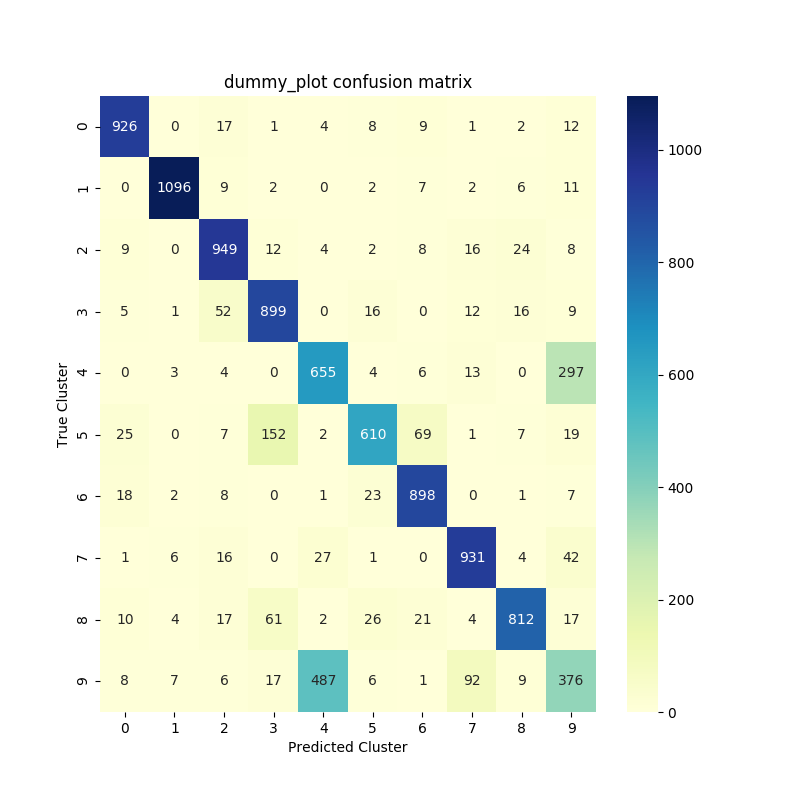 dummy_plot confusion matrix
0 926 0 17 1 4 8 9 1 2 12
1 0 1096 9 2 0 2 7 2 6 11
2 9 0 949 12 4 2 8 16 24 8
3 5 1 52 899 0 16 0 12 16 9
4 0 3 4 0 655 4 6 13 0 297
5 25 0 7 152 2 610 69 1 7 19
6 18 2 8 0 1 23 898 0 1 7
7 1 6 16 0 27 1 0 931 4 42
8 10 4 17 61 2 26 21 4 812 17
9 8 7 6 17 487 6 1 92 9 376
0 1 2 3 4 5 6 7 8 9
Predicted Cluster
True Cluster
1000
800
600
400
200
0